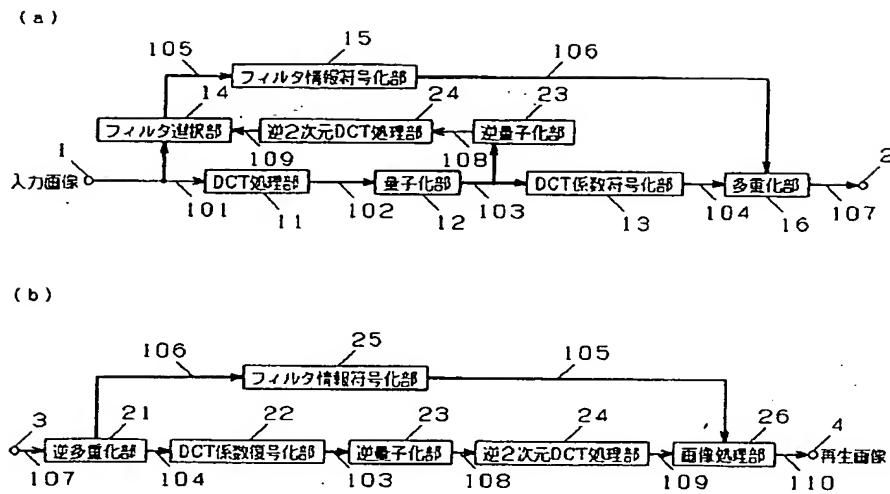 (a)
15
106
105
フィルタ情報符号化部
14
24
23
フィルタ選択部
逆2次元DCT処理部
逆量子化部
1
109
108
2
入力画像
DCT処理部
量子化部
DCT係数符号化部
多重化部
101
11
102
12
103
13
104
16
107
(b)
25
106
105
フィルタ情報符号化部
3
21
22
23
24
26
4
逆多重化部
DCT係数復号化部
逆量子化部
逆2次元DCT処理部
画像処理部
再生画像
107
104
103
108
109
110